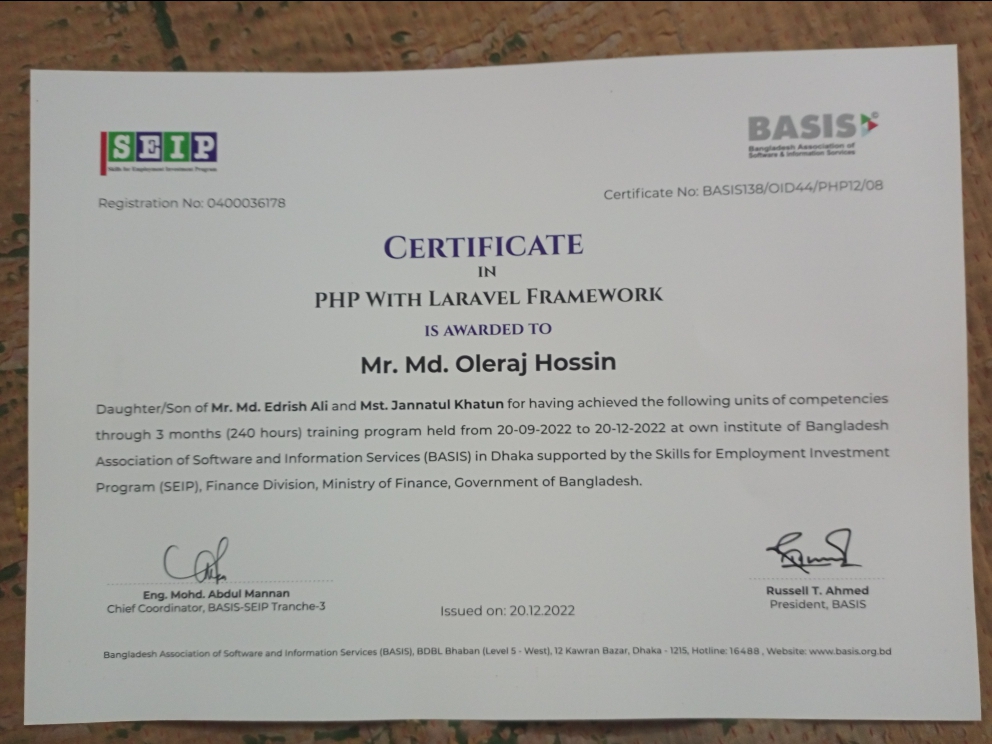 SEIP
Skills for Employment Investment Program
BASIS
Bangladesh Association of
Software & Information Services
Registration No: 0400036178
Certificate No: BASIS138/OID44/PHP12/08
CERTIFICATE
IN
PHP WITH LARAVEL FRAMEWORK
IS AWARDED TO
Mr. Md. Oleraj Hossin
Daughter/Son of Mr. Md. Edrish Ali and Mst. Jannatul Khatun for having achieved the following units of competencies
through 3 months (240 hours) training program held from 20-09-2022 to 20-12-2022 at own institute of Bangladesh
Association of Software and Information Services (BASIS) in Dhaka supported by the Skills for Employment Investment
Program (SEIP), Finance Division, Ministry of Finance, Government of Bangladesh.
Eng. Mohd. Abdul Mannan
Chief Coordinator, BASIS-SEIP Tranche-3
Issued on: 20.12.2022
Russell T. Ahmed
President, BASIS
Bangladesh Association of Software and Information Services (BASIS), BDBL Bhaban (Level 5 - West), 12 Kawran Bazar, Dhaka - 1215, Hotline: 16488 , Website: www.basis.org.bd